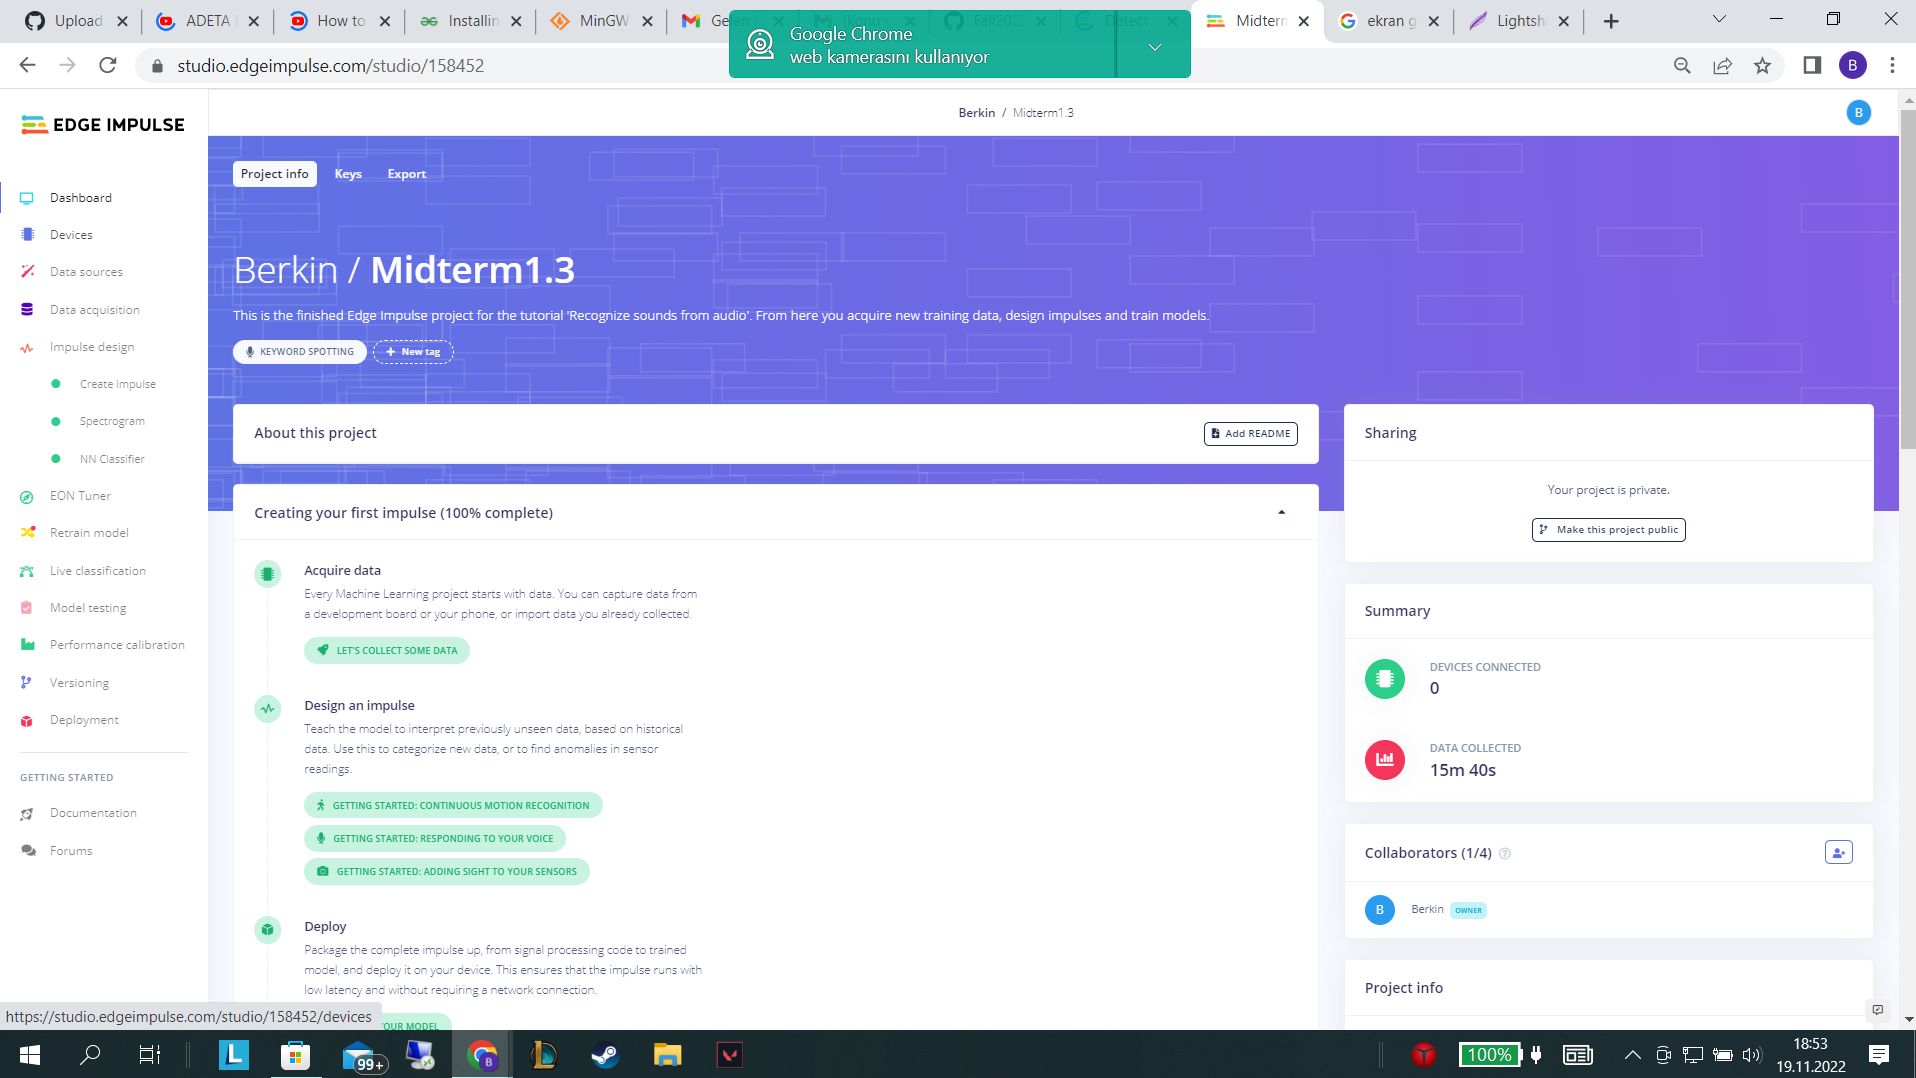 Upload
ADETA
How to
Installin
MinGW
Midtern
ekran g
Lightsh
Google Chrome
web kamerasını kullanıyor
studio.edgeimpulse.com/studio/158452
B
EDGE IMPULSE
Berkin / Midterm1.3
B
Dashboard
Devices
Data sources
Data acquisition
Impulse design
Create impulse
Spectrogram
NN Classifier
EON Tuner
Retrain model
Live classification
Model testing
Performance calibration
Versioning
Deployment
GETTING STARTED
Documentation
Forums
Project info
Keys
Export
Berkin / Midterm1.3
This is the finished Edge Impulse project for the tutorial 'Recognize sounds from audio'. From here you acquire new training data, design impulses and train models.
KEYWORD SPOTTING
New tag
About this project
Add README
Creating your first impulse (100% complete)
Acquire data
Every Machine Learning project starts with data. You can capture data from
a development board or your phone, or import data you already collected.
LET'S COLLECT SOME DATA
Design an impulse
Teach the model to interpret previously unseen data, based on historical
data. Use this to categorize new data, or to find anomalies in sensor
readings.
GETTING STARTED: CONTINUOUS MOTION RECOGNITION
GETTING STARTED: RESPONDING TO YOUR VOICE
GETTING STARTED: ADDING SIGHT TO YOUR SENSORS
Deploy
Package the complete impulse up, from signal processing code to trained
model, and deploy it on your device. This ensures that the impulse runs with
low latency and without requiring a network connection.
YOUR MODEL
Sharing
Your project is private.
Make this project public
Summary
DEVICES CONNECTED
0
DATA COLLECTED
15m 40s
Collaborators (1/4)
B
Berkin
OWNER
Project info
https://studio.edgeimpulse.com/studio/158452/devices
L
99+
B
100%
18:53
19.11.2022